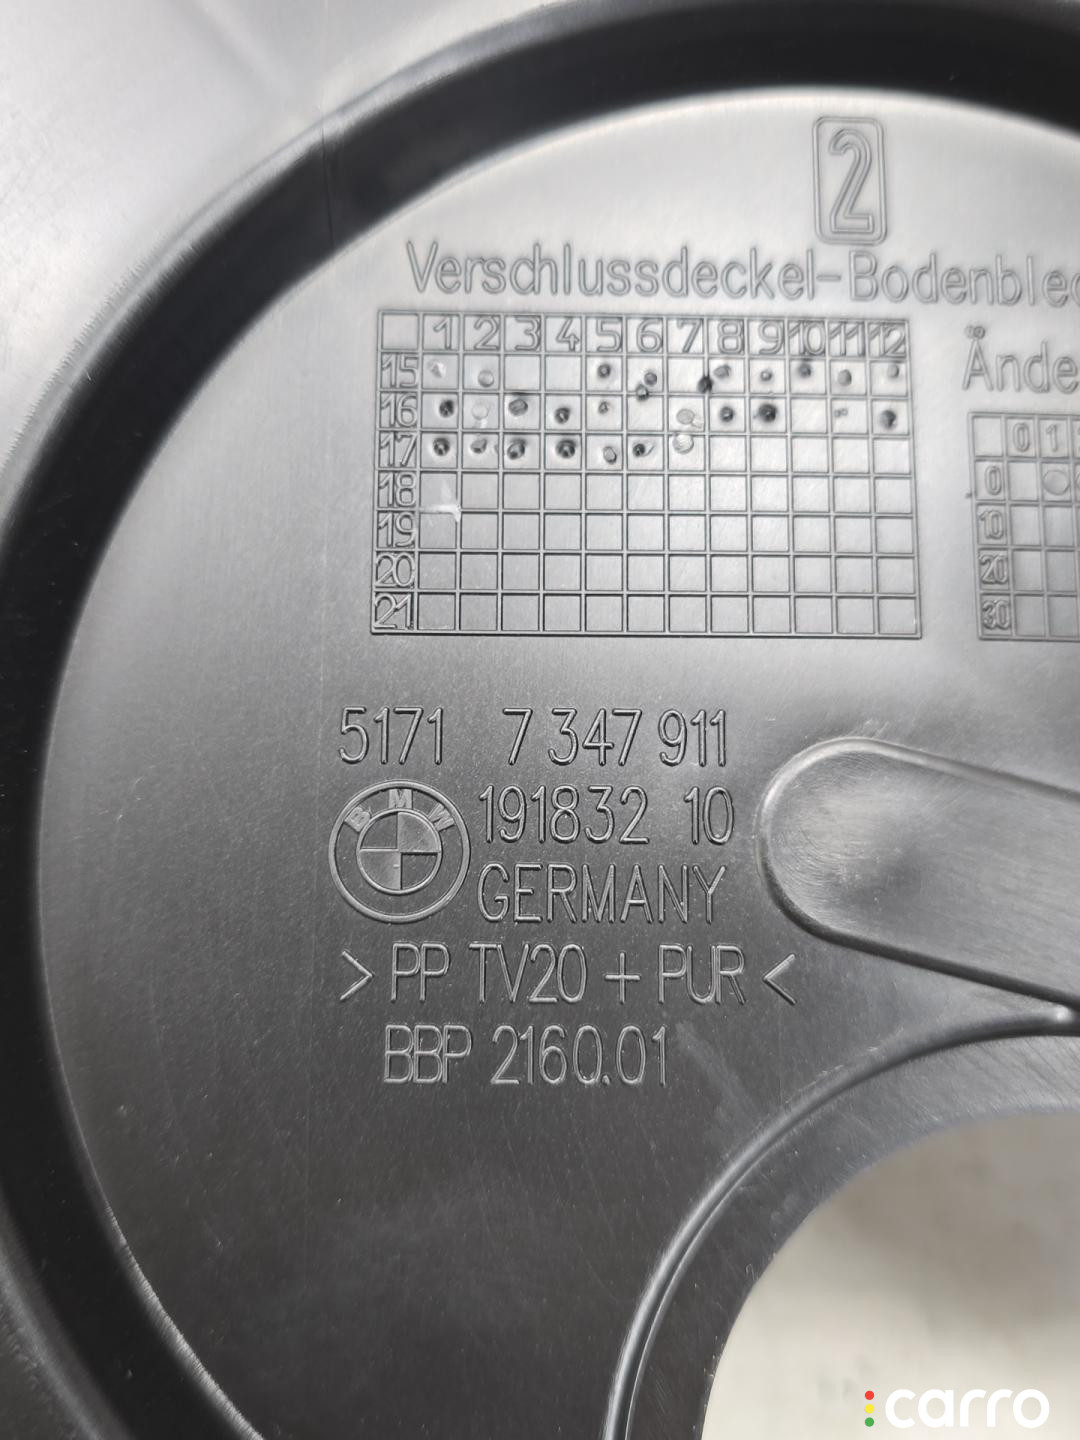 2
Verschlussdeckel-Bodenblec
1 2 3 4 5 6 7 8 9 10 11 12
15
16
17
18
19
20
21
Ände
0 1
0
10
20
30
5171 7 347 911
BMW
191832 10
GERMANY
> PP TV20 + PUR <
BBP 2160.01
carro